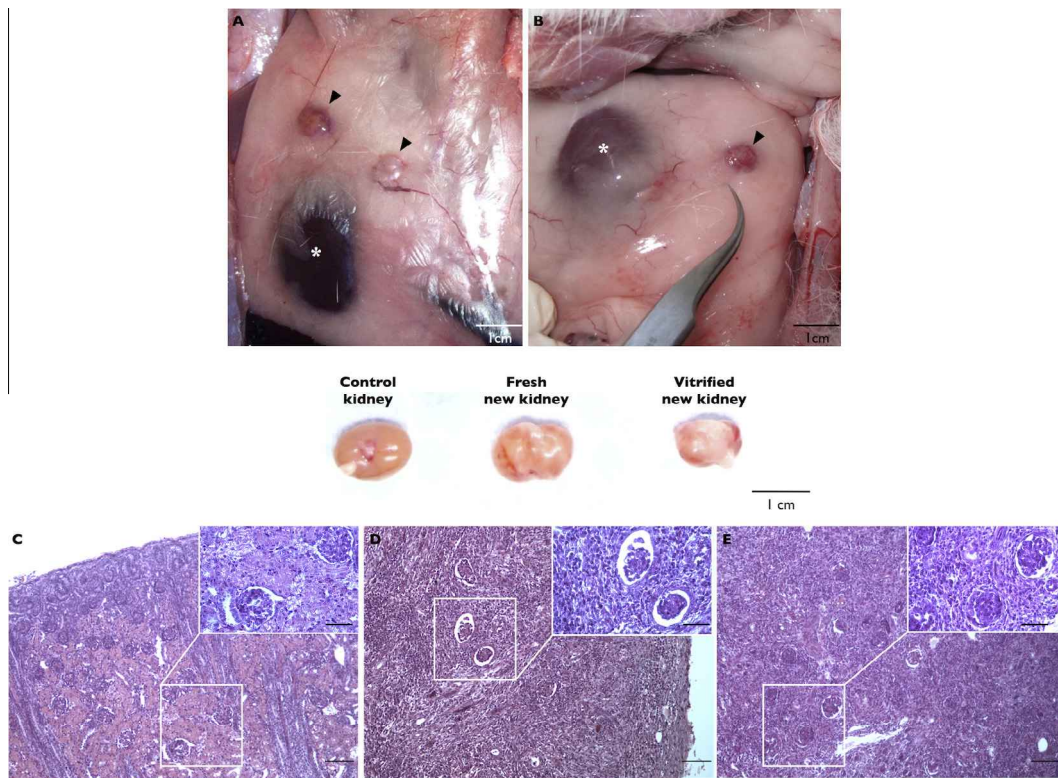 A
B
*
*
1cm
1cm
Control
kidney
Fresh
new kidney
Vitrified
new kidney
1 cm
C
D
E